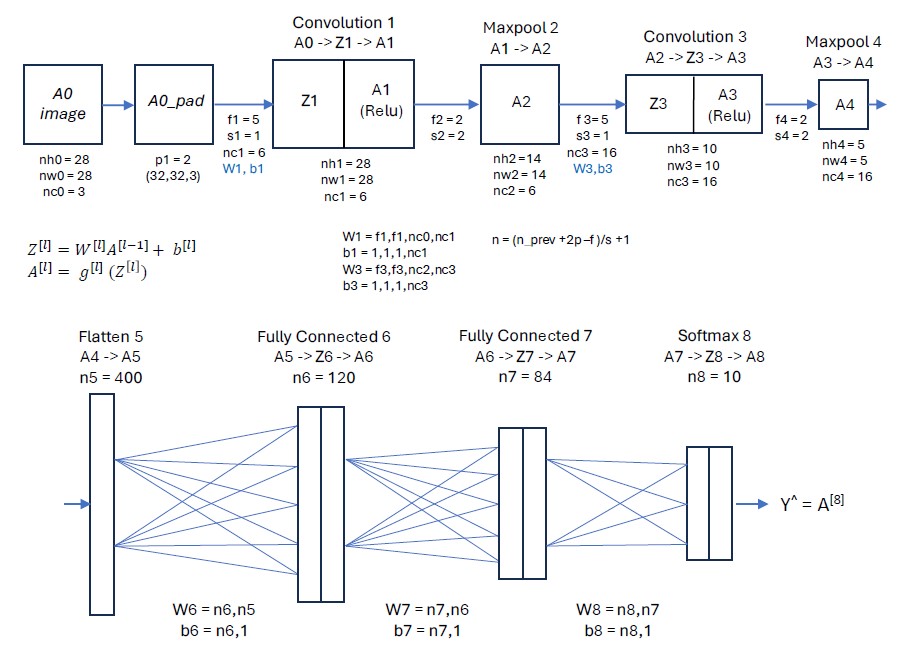 Convolution 1
A0 -> Z1 -> A1
Maxpool 2
A1 -> A2
Convolution 3
A2 -> Z3 -> A3
Maxpool 4
A3 -> A4
A0
image
A0_pad
Z1
A1
(Relu)
A2
Z3
A3
(Relu)
A4
nh0 = 28
nw0 = 28
nc0 = 3
p1 = 2
(32,32,3)
f1 = 5
s1 = 1
nc1 = 6
W1, b1
nh1 = 28
nw1 = 28
nc1 = 6
f2 = 2
s2 = 2
nh2=14
nw2 = 14
nc2 = 6
f3= 5
s3 = 1
nc3 = 16
W3,b3
nh3 = 10
nw3 = 10
nc3 = 16
f4 = 2
s4 = 2
nh4 = 5
nw4 = 5
nc4 = 16
Z^[l] = W^[l]A^[l−1] + b^[l]
A^[l] = g^[l] (Z^[l])
W1 = f1,f1,nc0,nc1
b1 = 1,1,1,nc1
W3 = f3,f3,nc2,nc3
b3 = 1,1,1,nc3
n = (n_prev +2p–f)/s +1
Flatten 5
A4 -> A5
n5 = 400
Fully Connected 6
A5 -> Z6 -> A6
n6 = 120
Fully Connected 7
A6 -> Z7 -> A7
n7 = 84
Softmax 8
A7 -> Z8 -> A8
n8 = 10
Y^ = A^[8]
W6 = n6,n5
b6 = n6,1
W7 = n7,n6
b7 = n7,1
W8 = n8,n7
b8 = n8,1